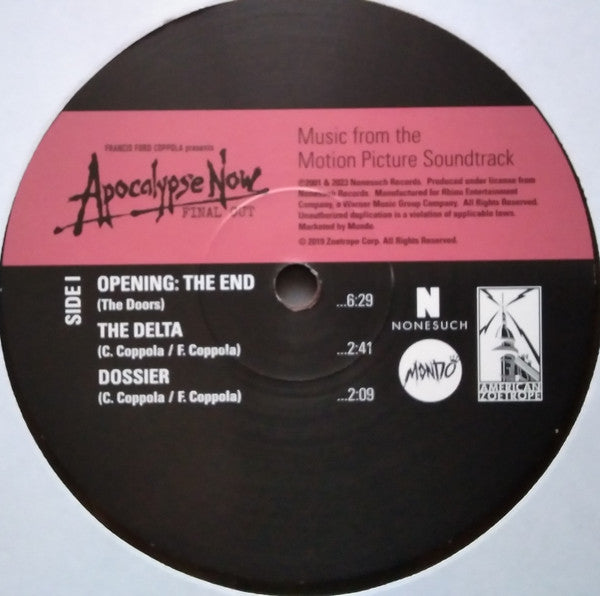 FRANCIS FORD COPPOLA presents
Apocalypse Now
FINAL CUT
Music from the
Motion Picture Soundtrack
℗2001 & 2023 Nonesuch Records. Produced under license from
Nonesuch Records. Manufactured for Rhino Entertainment
Company, a Warner Music Group Company. All Rights Reserved.
Unauthorized duplication is a violation of applicable laws.
Marketed by Mondo.
© 2019 Zoetrope Corp. All Rights Reserved.
SIDE I
OPENING: THE END
(The Doors) ...6:29
THE DELTA
(C. Coppola / F. Coppola) ...2:41
DOSSIER
(C. Coppola / F. Coppola) ...2:09
N
NONESUCH
MONDO
AMERICAN
ZOETROPE